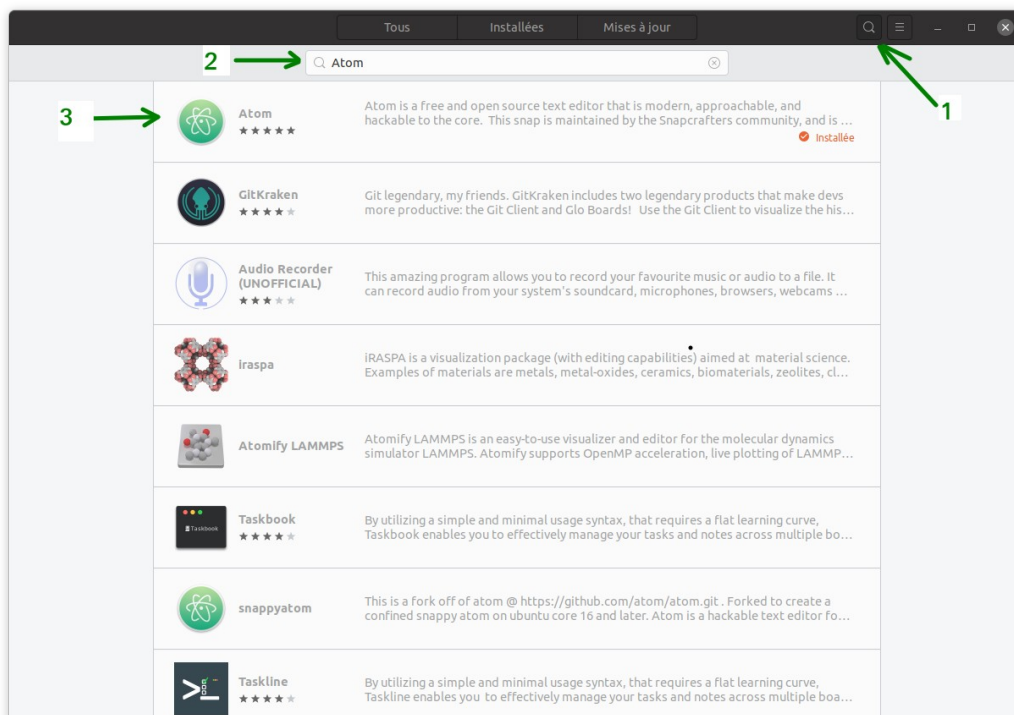 Tous Installées Mises à jour
1
2
Atom
3
Atom
Atom is a free and open source text editor that is modern, approachable, and
hackable to the core. This snap is maintained by the Snapcrafters community, and is ...
Installée
GitKraken
Git legendary, my friends. GitKraken includes two legendary products that make devs
more productive: the Git Client and Glo Boards! Use the Git Client to visualize the his...
Audio Recorder
(UNOFFICIAL)
This amazing program allows you to record your favourite music or audio to a file. It
can record audio from your system's soundcard, microphones, browsers, webcams ...
iraspa
iRASPA is a visualization package (with editing capabilities) aimed at material science.
Examples of materials are metals, metal-oxides, ceramics, biomaterials, zeolites, cl...
Atomify LAMMPS
Atomify LAMMPS is an easy-to-use visualizer and editor for the molecular dynamics
simulator LAMMPS. Atomify supports OpenMP acceleration, live plotting of LAMMP...
Taskbook
Taskbook
By utilizing a simple and minimal usage syntax, that requires a flat learning curve,
Taskbook enables you to effectively manage your tasks and notes across multiple bo...
snappyatom
This is a fork off of atom @ https://github.com/atom/atom.git . Forked to create a
confined snappy atom on ubuntu core 16 and later. Atom is a hackable text editor fo...
Taskline
By utilizing a simple and minimal usage syntax, that requires a flat learning curve,
Taskline enables you to effectively manage your tasks and notes across multiple boa...